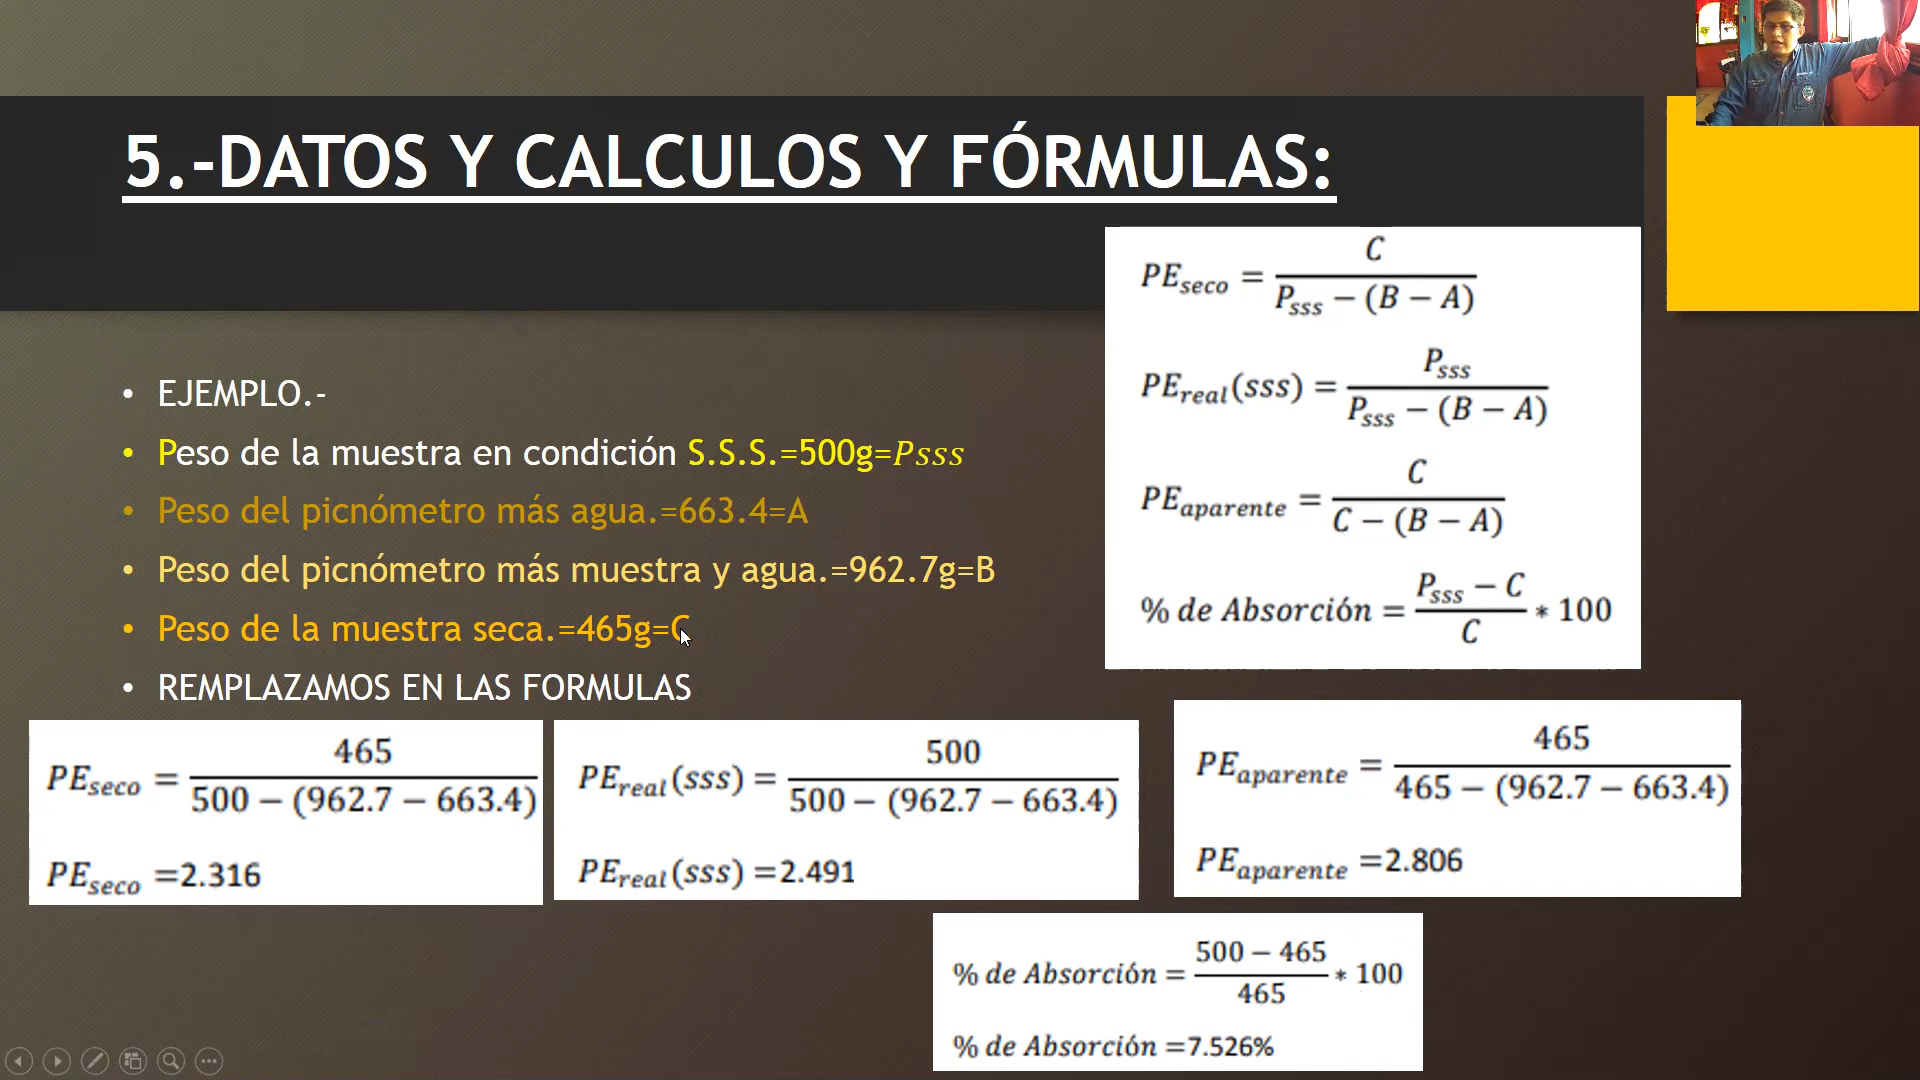 5.-DATOS Y CALCULOS Y FÓRMULAS:
PEseco = C / (Psss − (B − A))
PEreal(sss) = Psss / (Psss − (B − A))
PEaparente = C / (C − (B − A))
% de Absorción = (Psss − C) / C * 100
• EJEMPLO.-
• Peso de la muestra en condición S.S.S.=500g=Psss
• Peso del picnómetro más agua.=663.4=A
• Peso del picnómetro más muestra y agua.=962.7g=B
• Peso de la muestra seca.=465g=C
• REMPLAZAMOS EN LAS FORMULAS
PEseco = 465 / (500 − (962.7 − 663.4))
PEseco =2.316
PEreal(sss) = 500 / (500 − (962.7 − 663.4))
PEreal(sss) =2.491
PEaparente = 465 / (465 − (962.7 − 663.4))
PEaparente =2.806
% de Absorción = (500 − 465) / 465 * 100
% de Absorción =7.526%